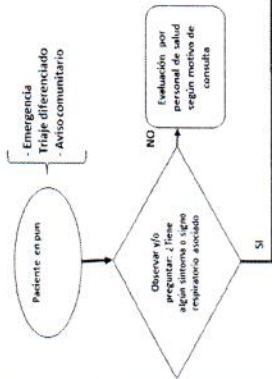 - Emergencia
Triaje diferenciado
- Aviso comunitario
Paciente en
Observar y/o
preguntar: ¿Tiene
algún síntoma o signo
respiratorio asociado
NO
Evaluación por
personal de salud
según motivo de
consulta
SI